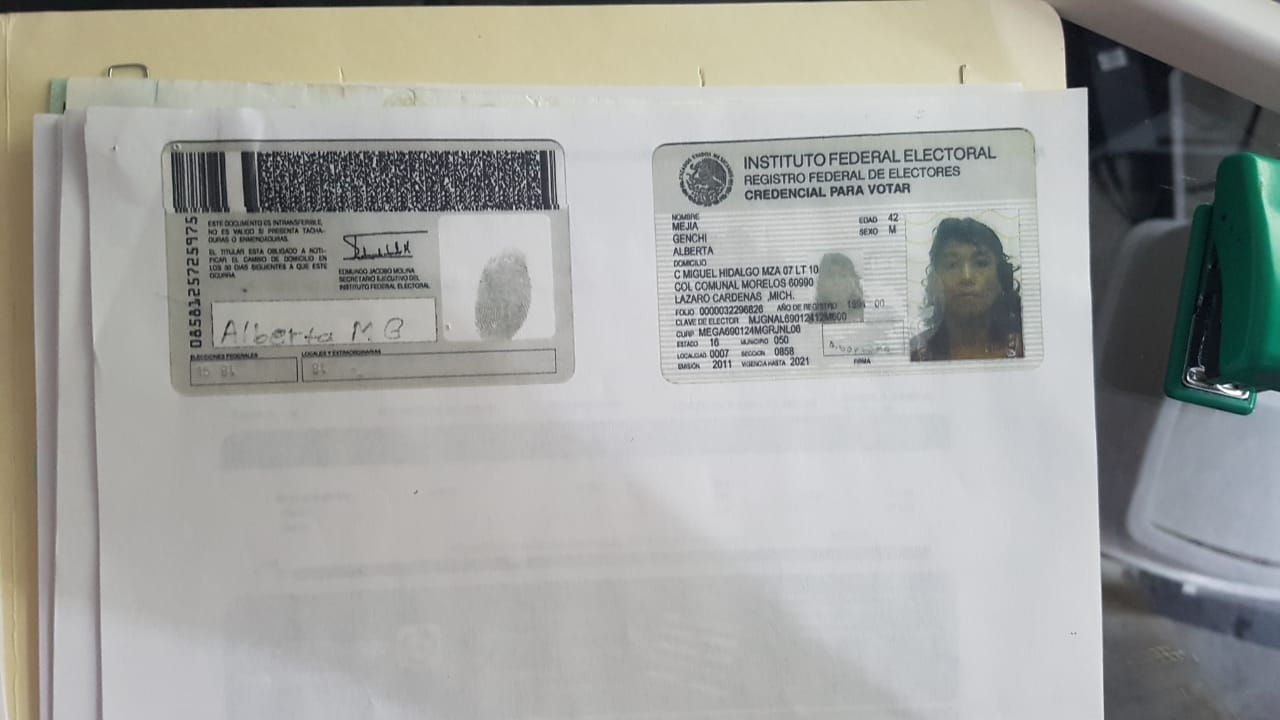 ESTE DOCUMENTO ES INTRANSFERIBLE,
NO ES VALIDO SI PRESENTA TACHA-
DURAS O ENMENDADURAS.
EL TITULAR ESTA OBLIGADO A NOTI-
FICAR EL CAMBIO DE DOMICILIO EN
LOS 30 DIAS SIGUIENTES A QUE ESTE
OCURRA.
EDMUNDO JACOBO MOLINA
SECRETARIO EJECUTIVO DEL
INSTITUTO FEDERAL ELECTORAL
0858125725975
Alberta M G
ELECCIONES FEDERALES
LOCALES Y EXTRAORDINARIAS
INSTITUTO FEDERAL ELECTORAL
REGISTRO FEDERAL DE ELECTORES
CREDENCIAL PARA VOTAR
NOMBRE
MEJIA
GENCHI
ALBERTA
EDAD 42
SEXO M
DOMICILIO
C MIGUEL HIDALGO MZA 07 LT 10
COL COMUNAL MORELOS 60990
LAZARO CARDENAS ,MICH.
FOLIO 0000032296826 AÑO DE REGISTRO 00
CLAVE DE ELECTOR MJGNAL69012412M600
CURP MEGA690124MGRJNL06
ESTADO 16 MUNICIPIO 050
LOCALIDAD 0007 SECCION 0858
EMISIÓN 2011 VIGENCIA HASTA 2021
FIRMA